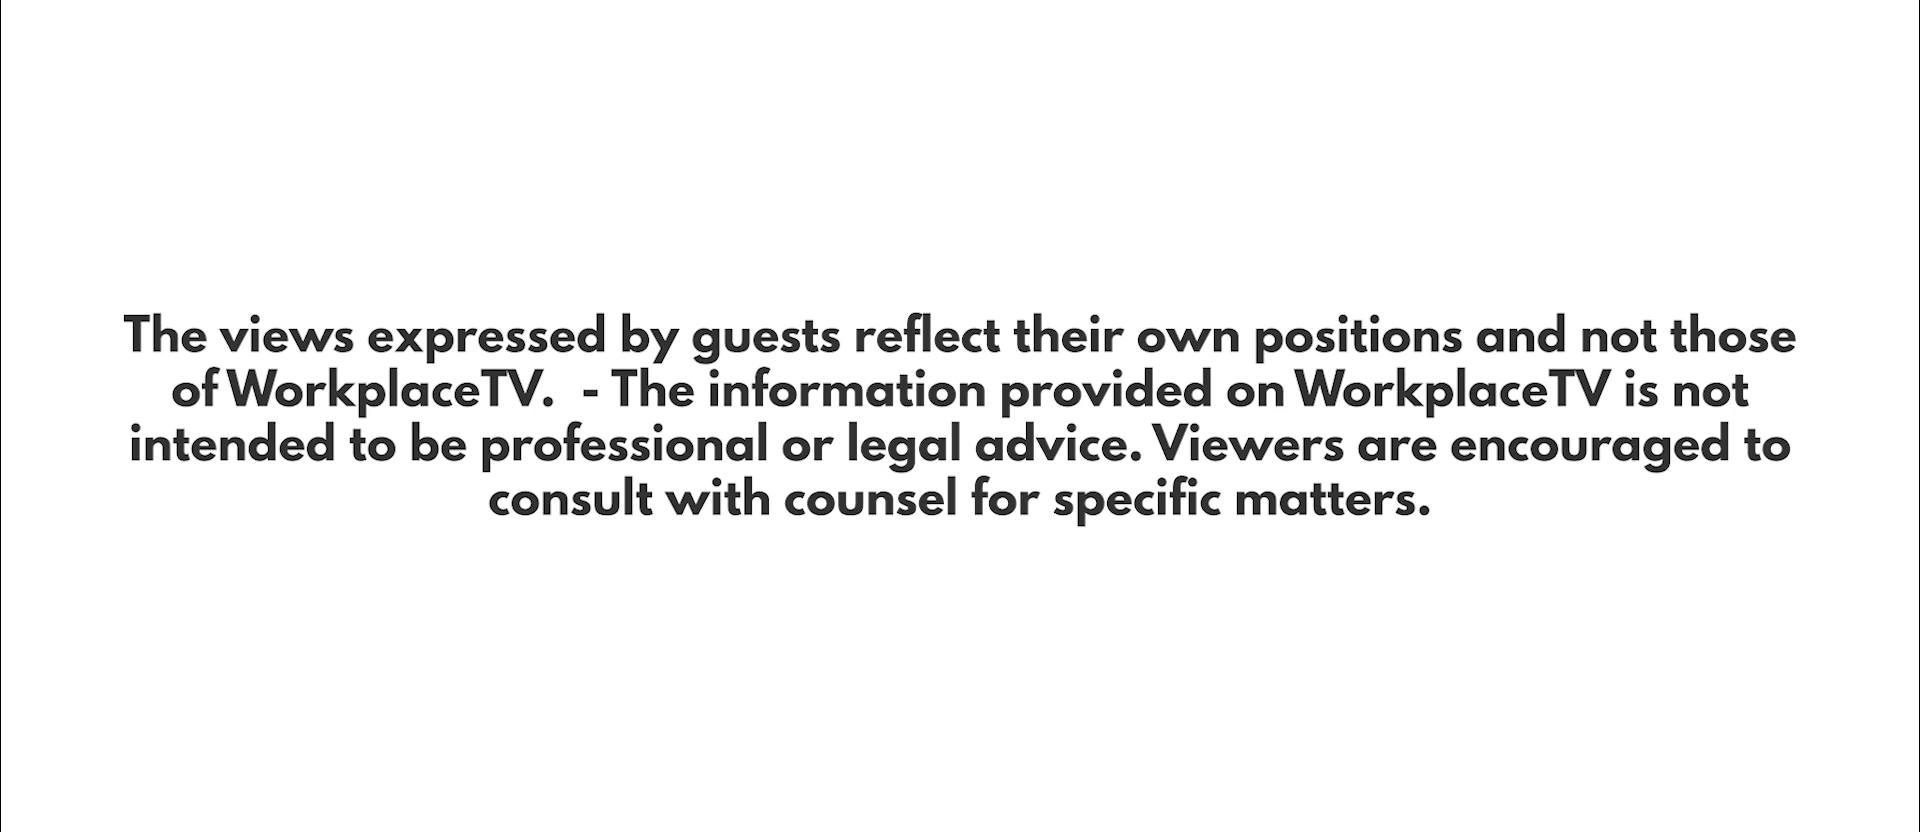 The views expressed by guests reflect their own positions and not those
of WorkplaceTV.  - The information provided on WorkplaceTV is not
intended to be professional or legal advice. Viewers are encouraged to
consult with counsel for specific matters.